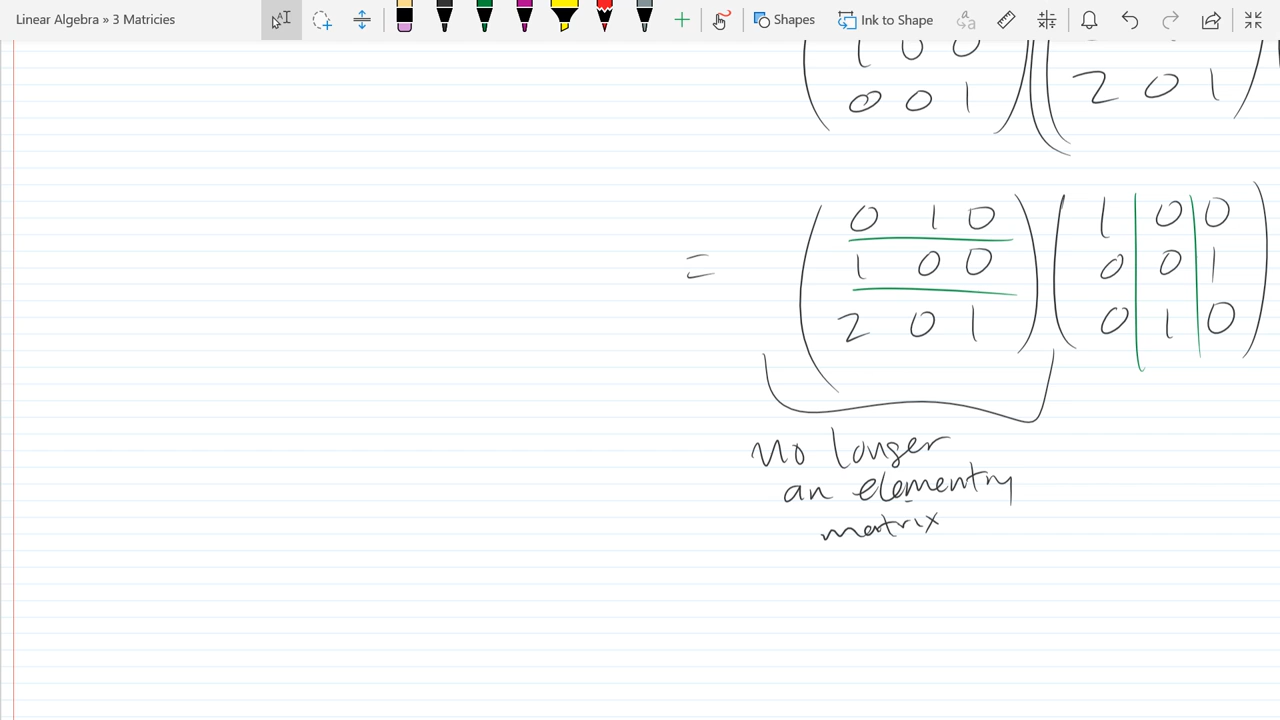 Linear Algebra » 3 Matricies
Shapes
Ink to Shape
1 0 0
0 0 1
2 0 1
=
0 1 0
1 0 0
2 0 1
1 0 0
0 0 1
0 1 0
no longer
an elementry
matrix